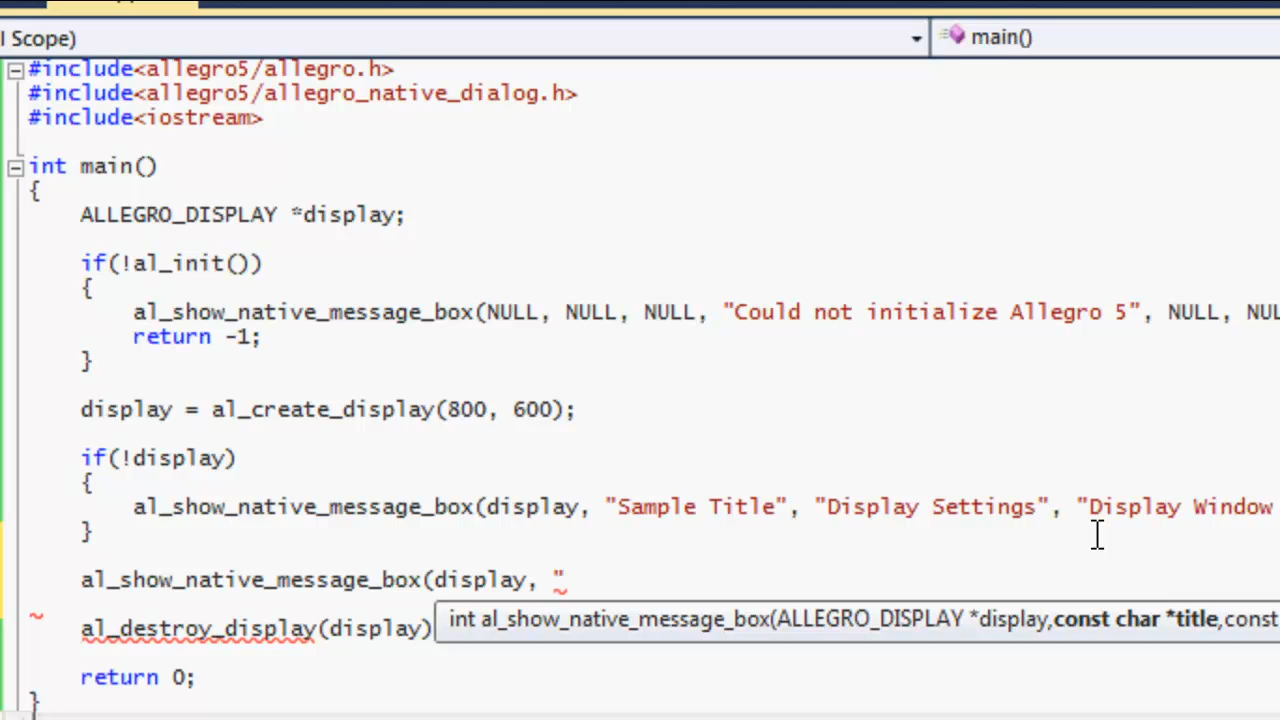 l Scope)
main()
#include<allegro5/allegro.h>
#include<allegro5/allegro_native_dialog.h>
#include<iostream>
int main()
{
ALLEGRO_DISPLAY *display;
if(!al_init())
{
al_show_native_message_box(NULL, NULL, NULL, "Could not initialize Allegro 5", NULL, NUL
return -1;
}
display = al_create_display(800, 600);
if(!display)
{
al_show_native_message_box(display, "Sample Title", "Display Settings", "Display Window
}
al_show_native_message_box(display, "
int al_show_native_message_box(ALLEGRO_DISPLAY *display,const char *title,const
al_destroy_display(display)
return 0;
}